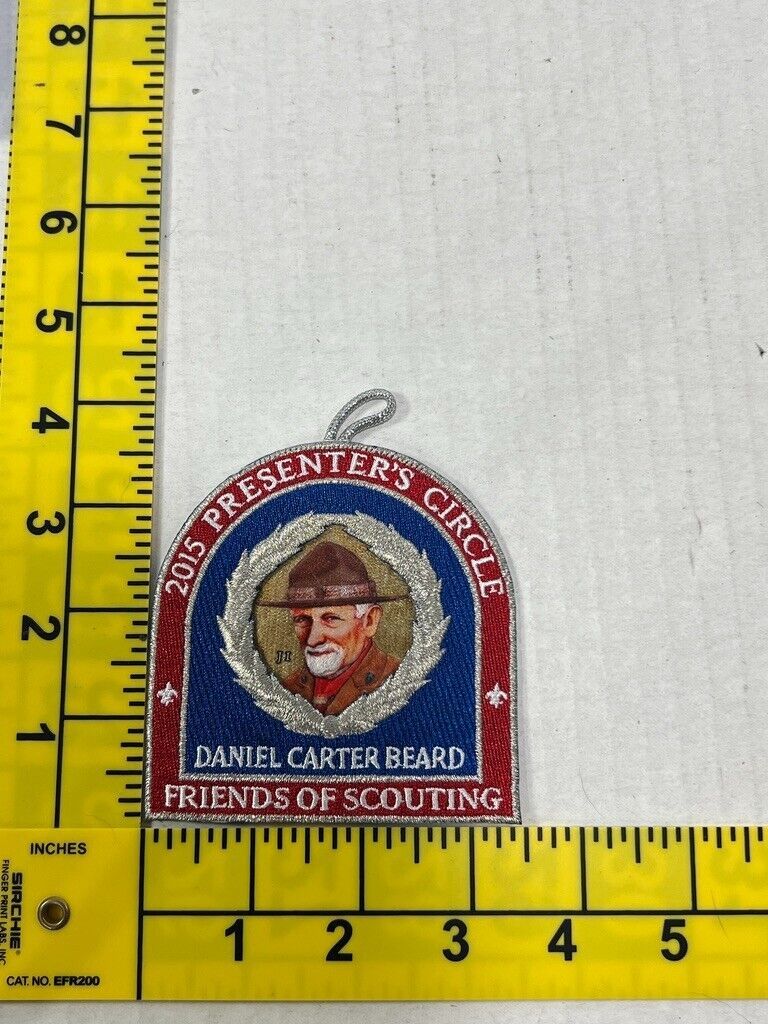 8
7
6
5
4
3
2
1
2015 PRESENTER'S CIRCLE
DANIEL CARTER BEARD
FRIENDS OF SCOUTING
INCHES
SIRCHIE
FINGER PRINT LABS, INC
CAT. NO. EFR200
1 2 3 4 5